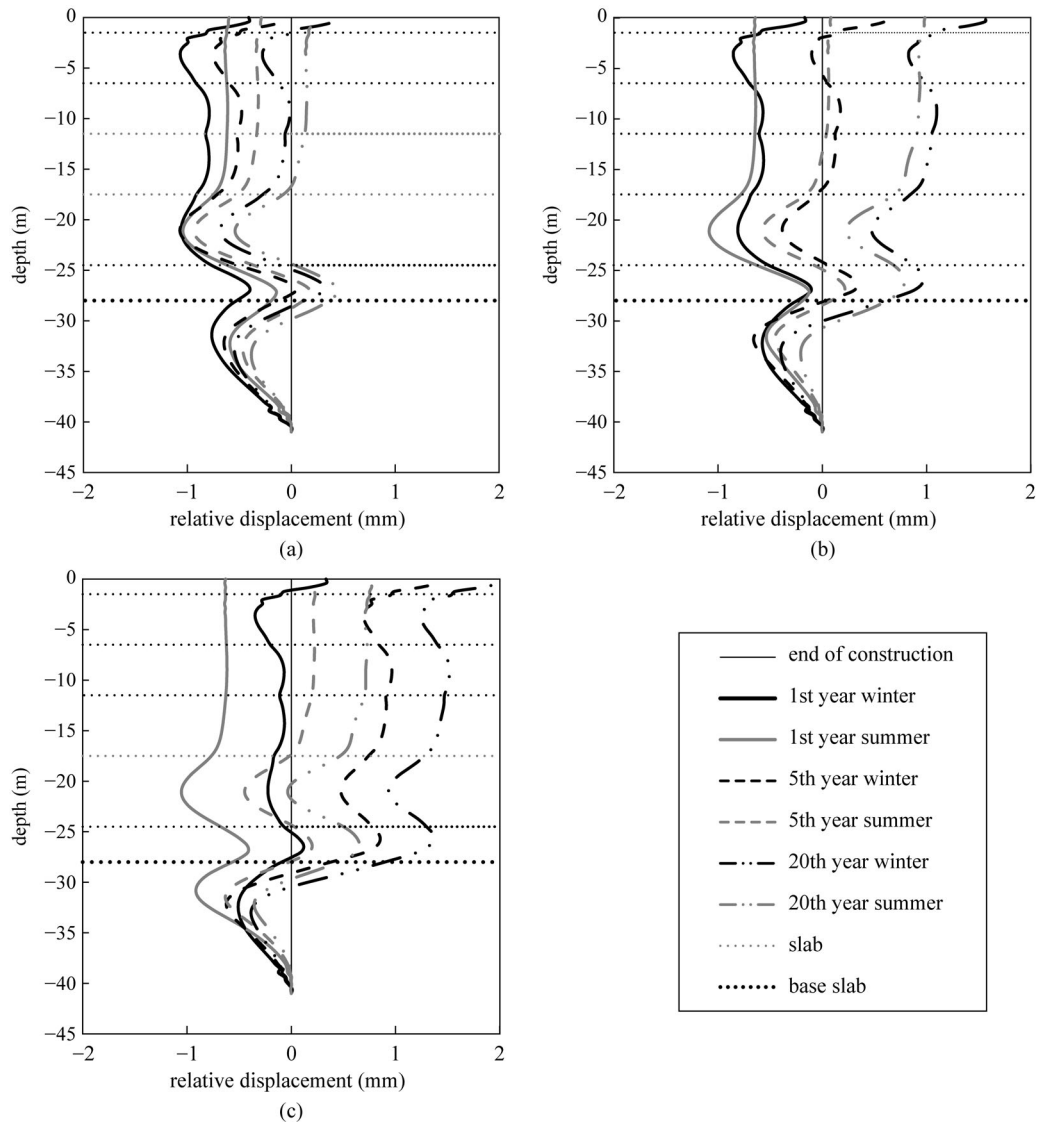 0
−5
−10
−15
−20
−25
−30
−35
−40
−45
depth (m)
−2
−1
0
1
2
relative displacement (mm)
(a)
0
−5
−10
−15
−20
−25
−30
−35
−40
−45
depth (m)
−2
−1
0
1
2
relative displacement (mm)
(b)
0
−5
−10
−15
−20
−25
−30
−35
−40
−45
depth (m)
−2
−1
0
1
2
relative displacement (mm)
(c)
end of construction
1st year winter
1st year summer
5th year winter
5th year summer
20th year winter
20th year summer
slab
base slab